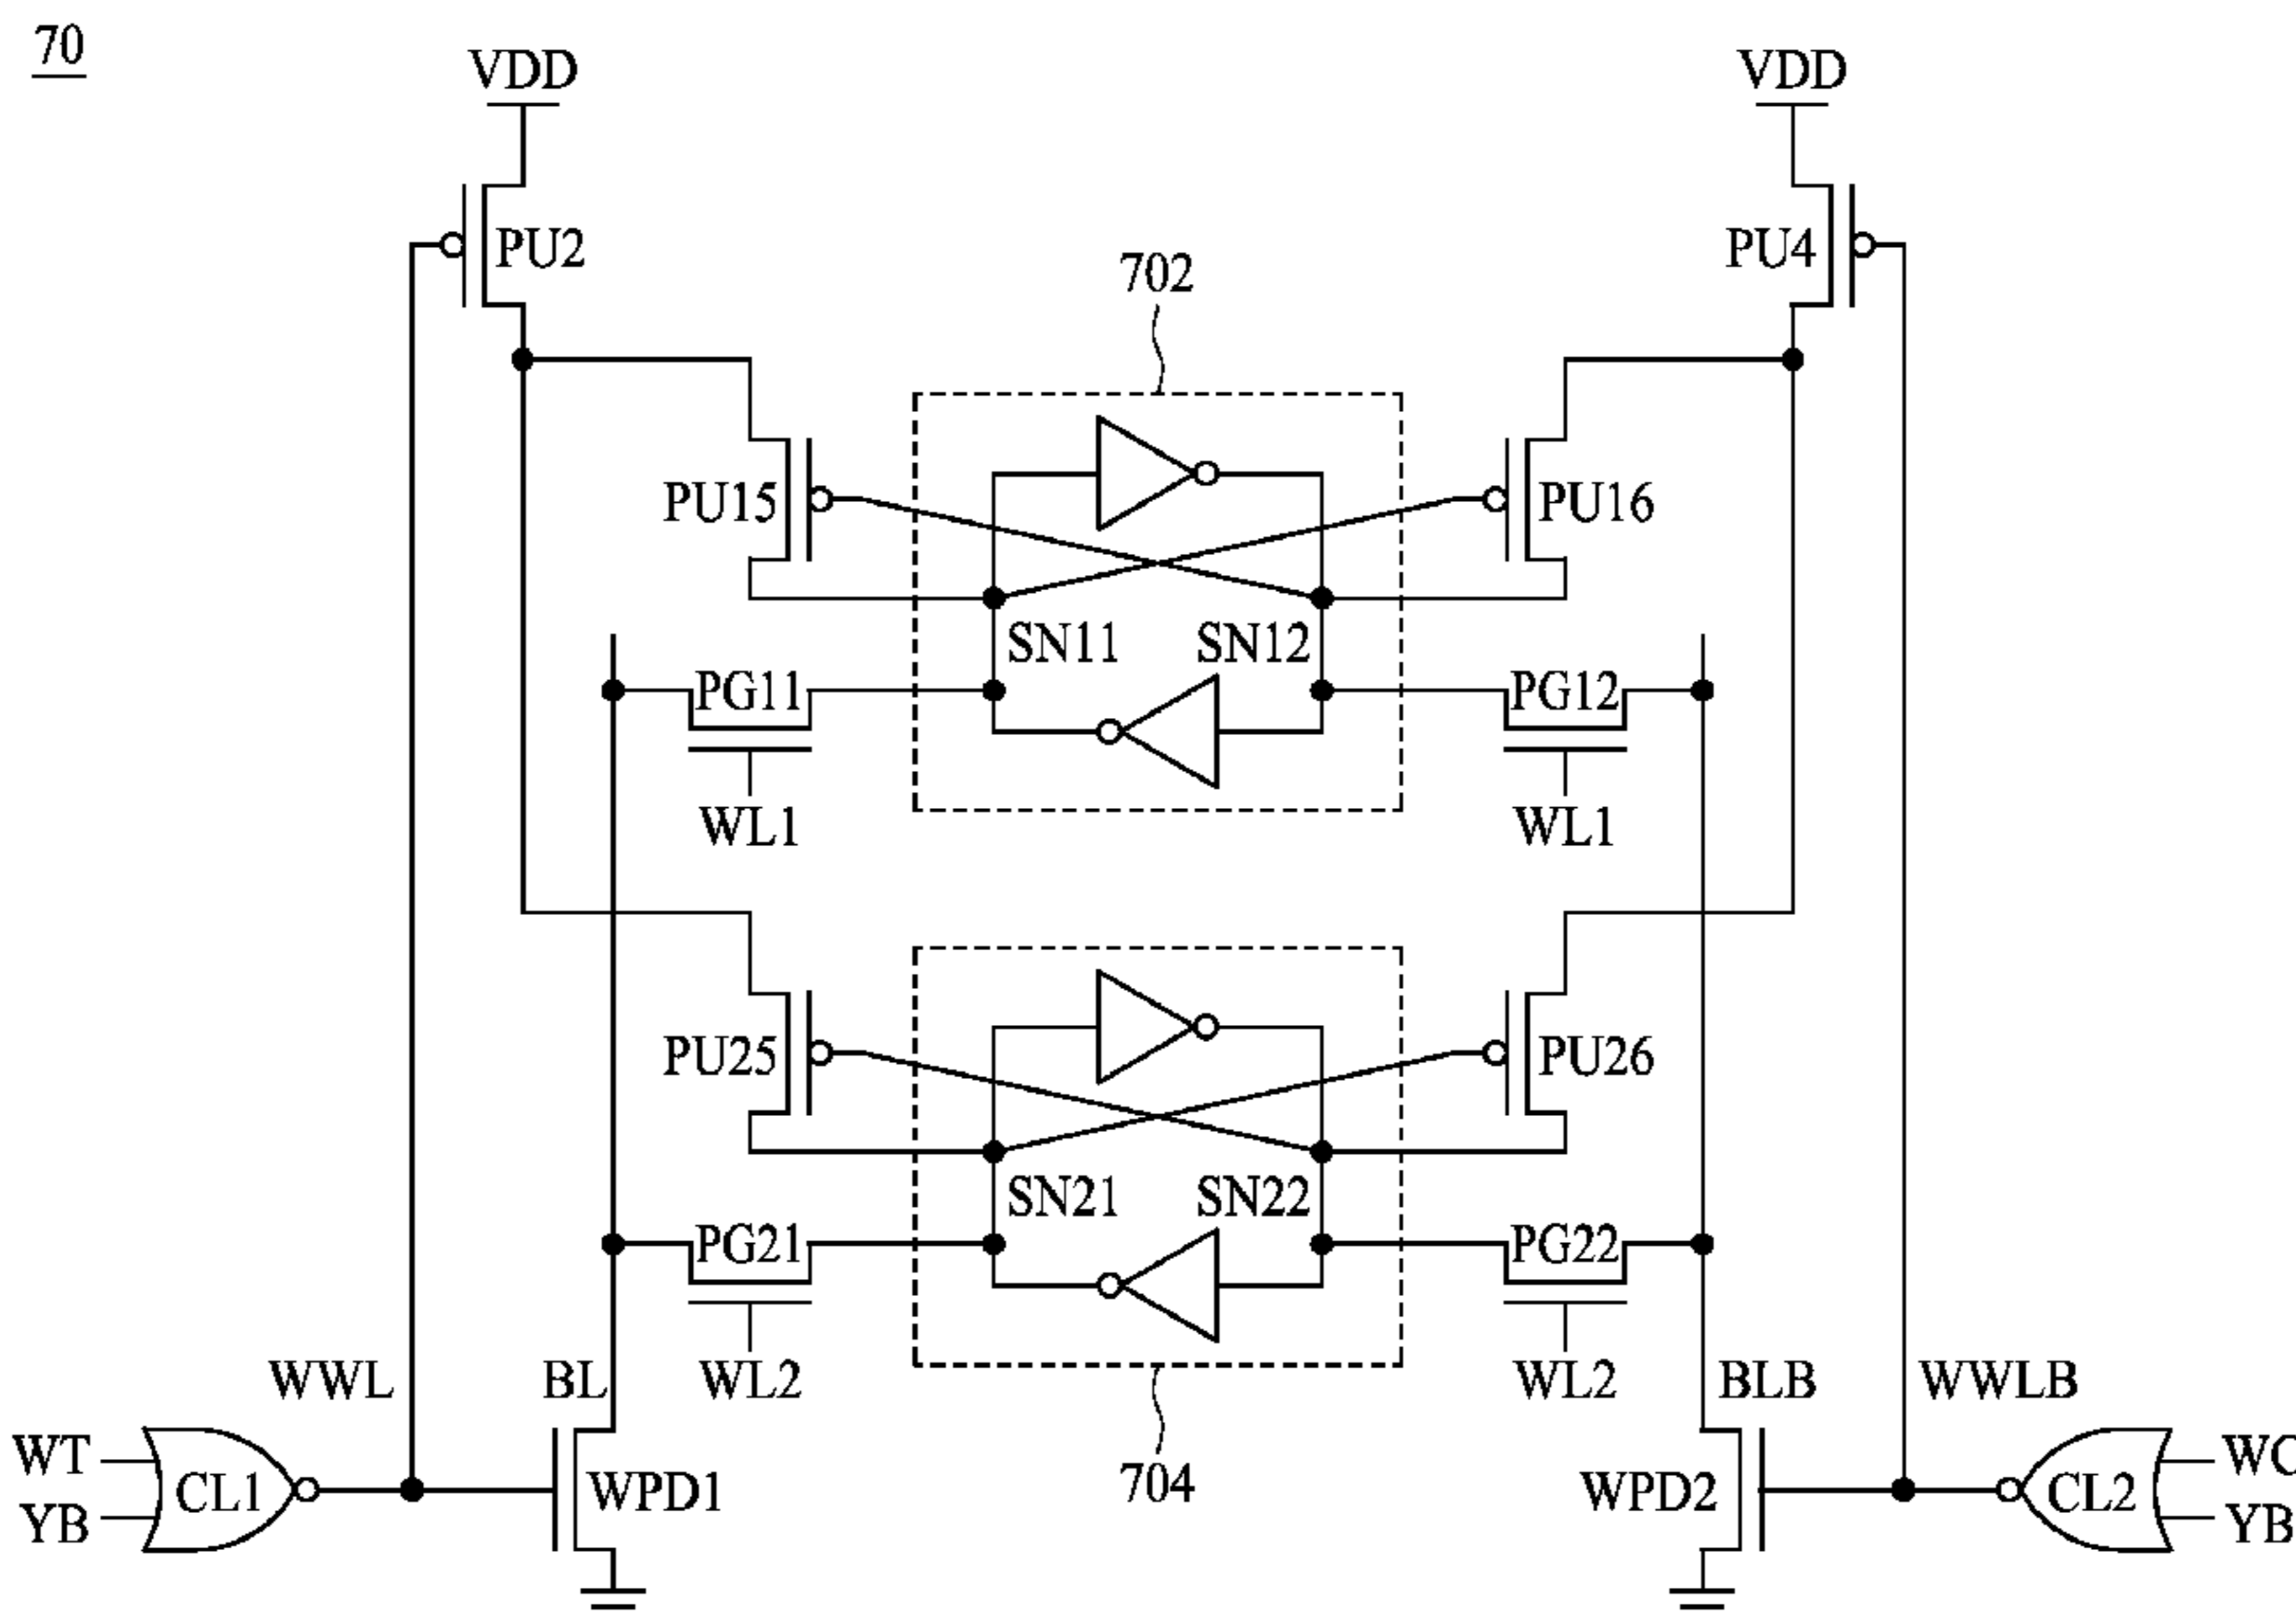 70
VDD
VDD
PU2
PU4
702
PU15
PU16
SN11
SN12
PG11
PG12
WL1
WL1
PU25
PU26
SN21
SN22
PG21
PG22
WWL
BL
WL2
WL2
BLB
WWLB
WT
YB
CL1
WPD1
704
WPD2
CL2
YB